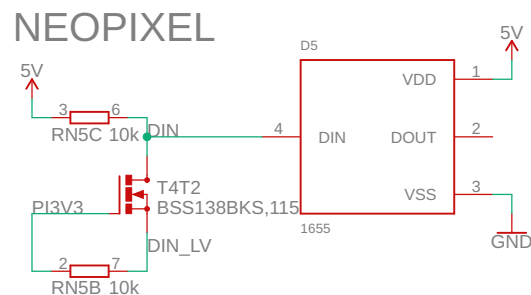 NEOPIXEL
D5
5V
5V
VDD 1
3 6
RN5C 10k
DIN
4 DIN
DOUT 2
T4T2
BSS138BKS,115
PI3V3
VSS 3
1655
GND
DIN_LV
2 7
RN5B 10k